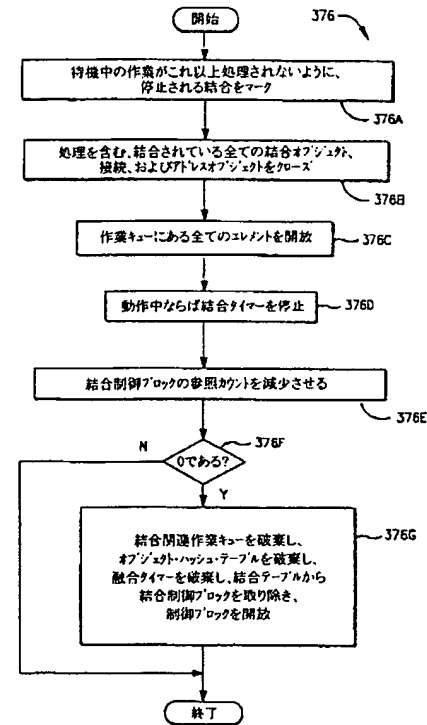 開始
376
待機中の作業がこれ以上処理されないように、
停止される結合をマーク
376A
処理を含む、結合されている全ての結合オブジェクト、
接続、およびアドレスオブジェクトをクローズ
376B
作業キューにある全てのエレメントを開放
376C
動作中ならば結合タイマーを停止
376D
結合制御ブロックの参照カウントを減少させる
376E
376F
N
0である?
Y
376G
結合関連作業キューを破棄し、
オブジェクト・ハッシュ・テーブルを破棄し、
融合タイマーを破棄し、結合テーブルから
結合制御ブロックを取り除き、
制御ブロックを開放
終了